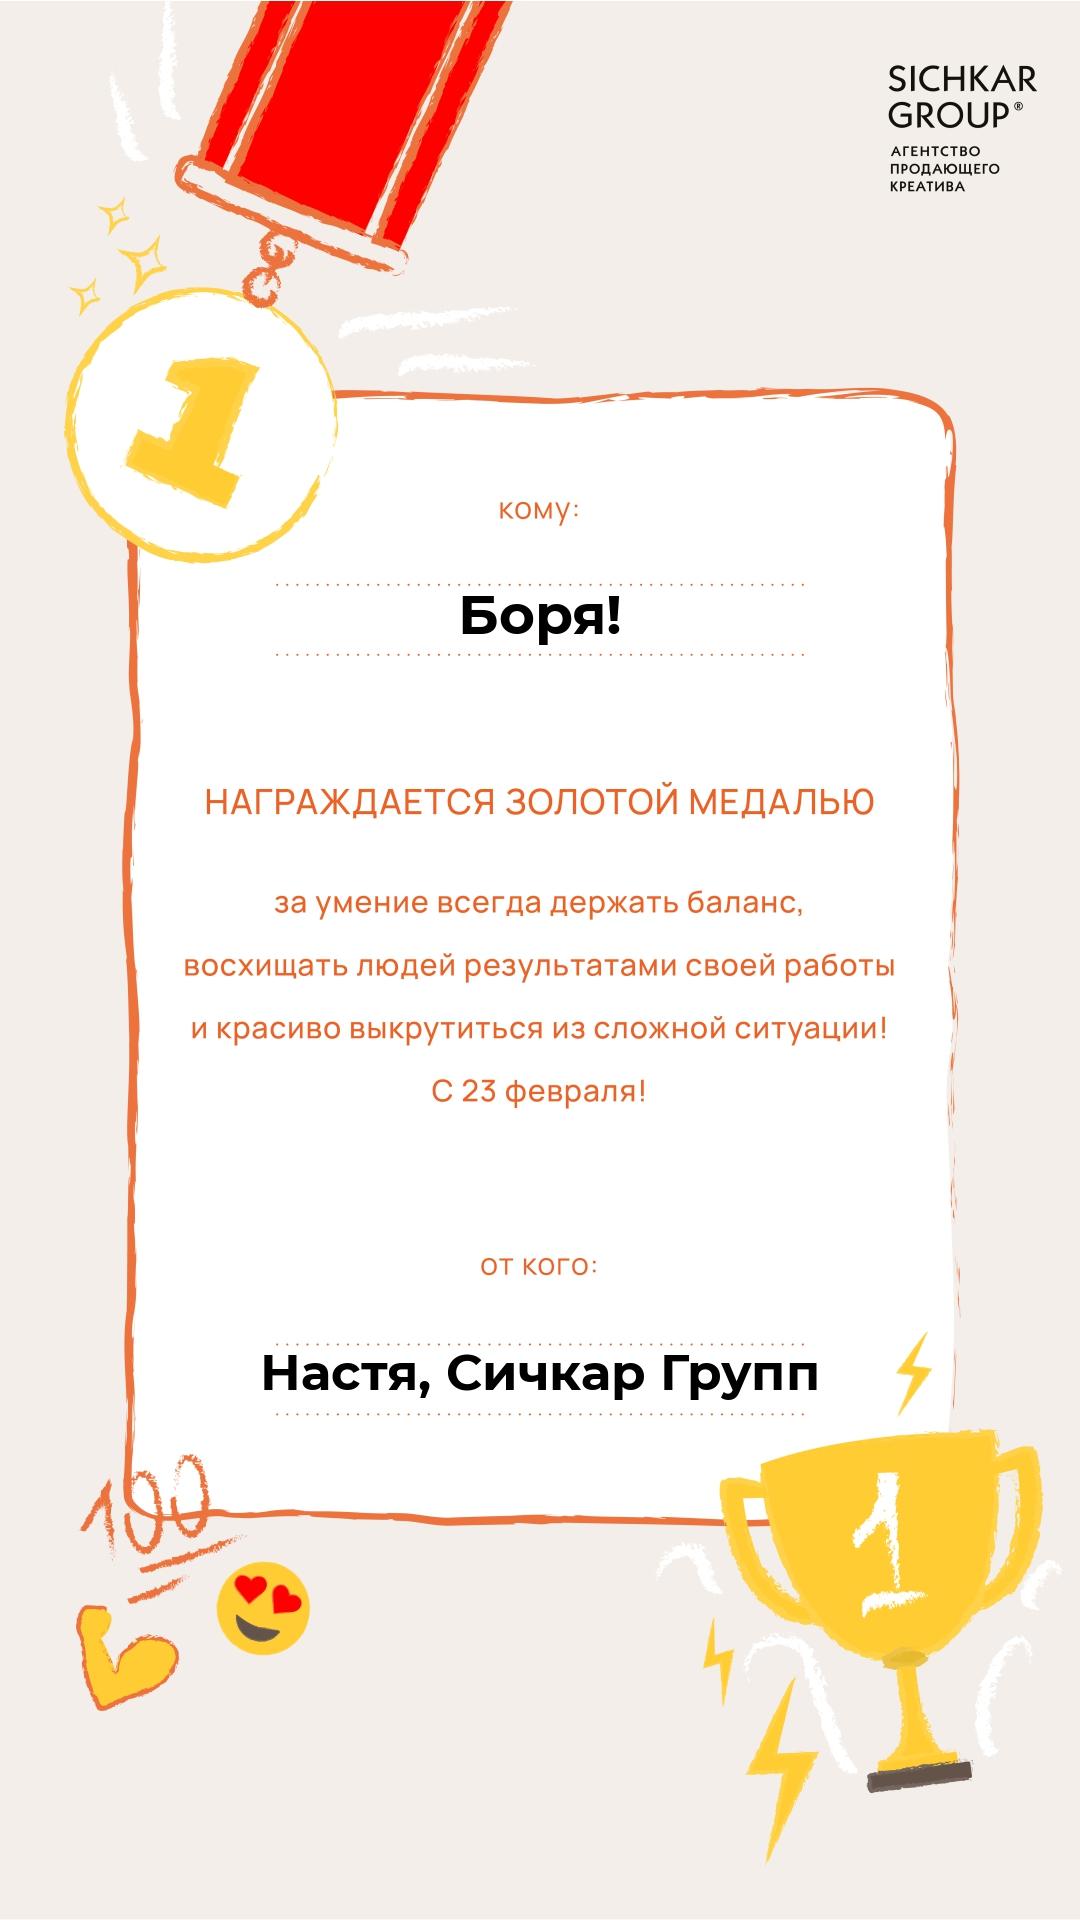 SICHKAR
GROUP®
АГЕНТСТВО
ПРОДАЮЩЕГО
КРЕАТИВА
1
кому:
Боря!
НАГРАЖДАЕТСЯ ЗОЛОТОЙ МЕДАЛЬЮ
за умение всегда держать баланс,
восхищать людей результатами своей работы
и красиво выкрутиться из сложной ситуации!
С 23 февраля!
от кого:
Настя, Сичкар Групп
100
1